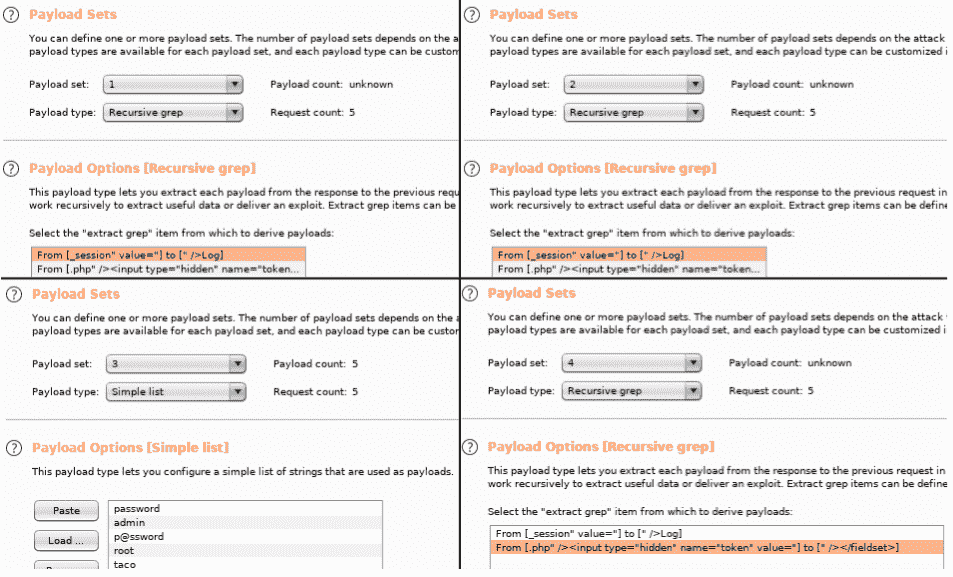 Payload Sets
You can define one or more payload sets. The number of payload sets depends on the a
payload types are available for each payload set, and each payload type can be custom
Payload set: 1 Payload count: unknown
Payload type: Recursive grep Request count: 5
Payload Options [Recursive grep]
This payload type lets you extract each payload from the response to the previous requ
work recursively to extract useful data or deliver an exploit. Extract grep items can be
Select the "extract grep" item from which to derive payloads:
From [_session" value="] to [" />Log]
From [.php" /><input type="hidden" name="token...
Payload Sets
You can define one or more payload sets. The number of payload sets depends on the attack
payload types are available for each payload set, and each payload type can be customized i
Payload set: 2 Payload count: unknown
Payload type: Recursive grep Request count: 5
Payload Options [Recursive grep]
This payload type lets you extract each payload from the response to the previous request in
work recursively to extract useful data or deliver an exploit. Extract grep items can be define
Select the "extract grep" item from which to derive payloads:
From [_session" value="] to [" />Log]
From [.php" /><input type="hidden" name="token...
Payload Sets
You can define one or more payload sets. The number of payload sets depends on the a
payload types are available for each payload set, and each payload type can be custor
Payload set: 3 Payload count: 5
Payload type: Simple list Request count: 5
Payload Options [Simple list]
This payload type lets you configure a simple list of strings that are used as payloads.
Paste
Load ...
password
admin
p@ssword
root
taco
Payload Sets
You can define one or more payload sets. The number of payload sets depends on the attack
payload types are available for each payload set, and each payload type can be customized i
Payload set: 4 Payload count: unknown
Payload type: Recursive grep Request count: 5
Payload Options [Recursive grep]
This payload type lets you extract each payload from the response to the previous request in
work recursively to extract useful data or deliver an exploit. Extract grep items can be define
Select the "extract grep" item from which to derive payloads:
From [_session" value="] to [" />Log]
From [.php" /><input type="hidden" name="token" value="] to [" /></fieldset>]